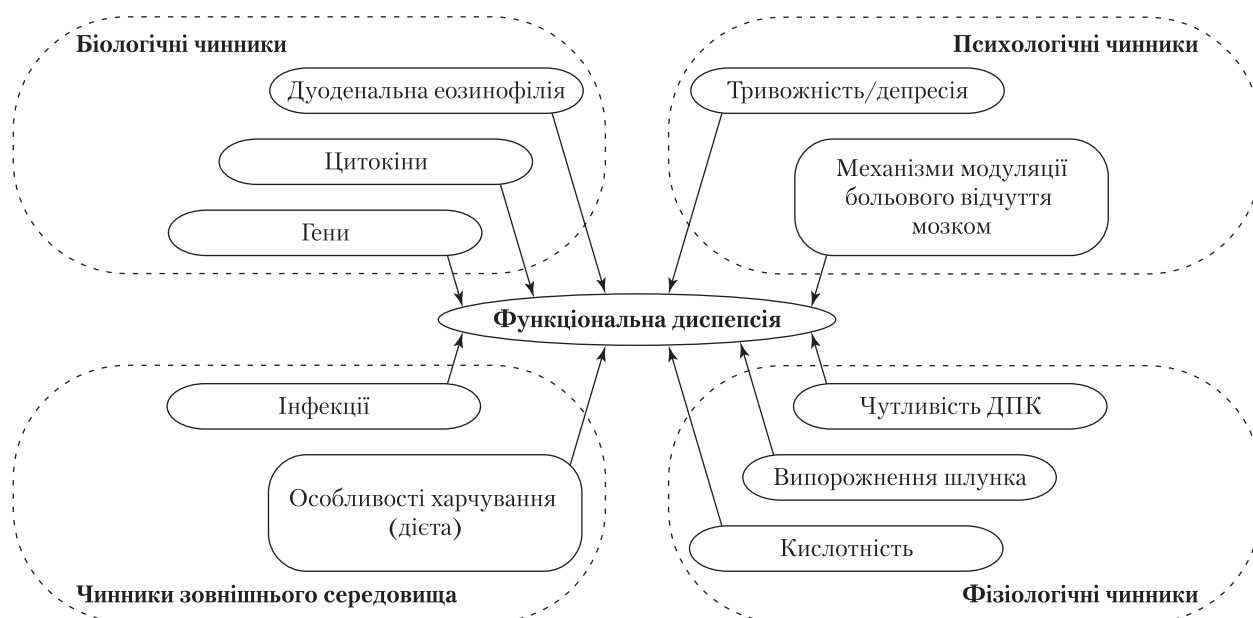 Біологічні чинники
Дуоденальна еозинофілія
Цитокіни
Гени
Психологічні чинники
Тривожність/депресія
Механізми модуляції
больового відчуття
мозком
Функціональна диспепсія
Інфекції
Особливості харчування
(дієта)
Чинники зовнішнього середовища
Чутливість ДПК
Випорожнення шлунка
Кислотність
Фізіологічні чинники